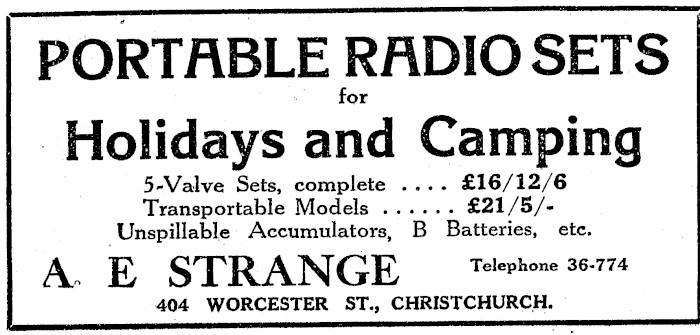 PORTABLE RADIO SETS
for
Holidays and Camping
5-Valve Sets, complete .... £16/12/6
Transportable Models ...... £21/5/-
Unspillable Accumulators, B Batteries, etc.
A. E STRANGE
Telephone 36-774
404 WORCESTER ST., CHRISTCHURCH.